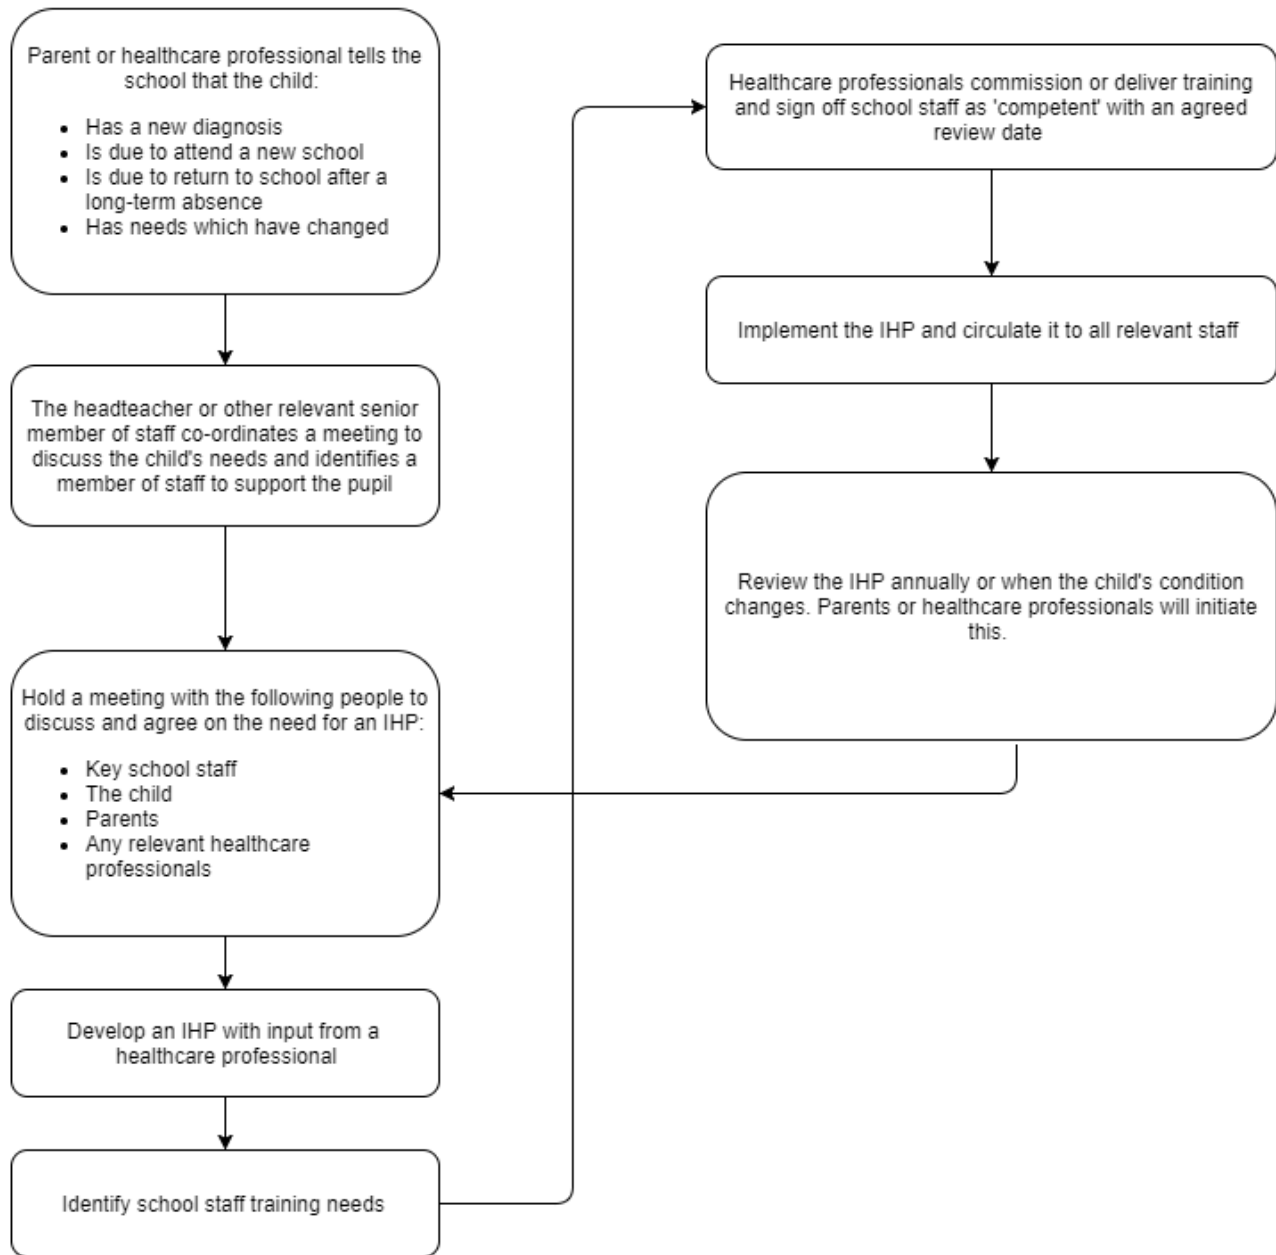 Parent or healthcare professional tells the
school that the child:
• Has a new diagnosis
• Is due to attend a new school
• Is due to return to school after a
long-term absence
• Has needs which have changed
The headteacher or other relevant senior
member of staff co-ordinates a meeting to
discuss the child's needs and identifies a
member of staff to support the pupil
Hold a meeting with the following people to
discuss and agree on the need for an IHP:
• Key school staff
• The child
• Parents
• Any relevant healthcare
professionals
Develop an IHP with input from a
healthcare professional
Identify school staff training needs
Healthcare professionals commission or deliver training
and sign off school staff as 'competent' with an agreed
review date
Implement the IHP and circulate it to all relevant staff
Review the IHP annually or when the child's condition
changes. Parents or healthcare professionals will initiate
this.